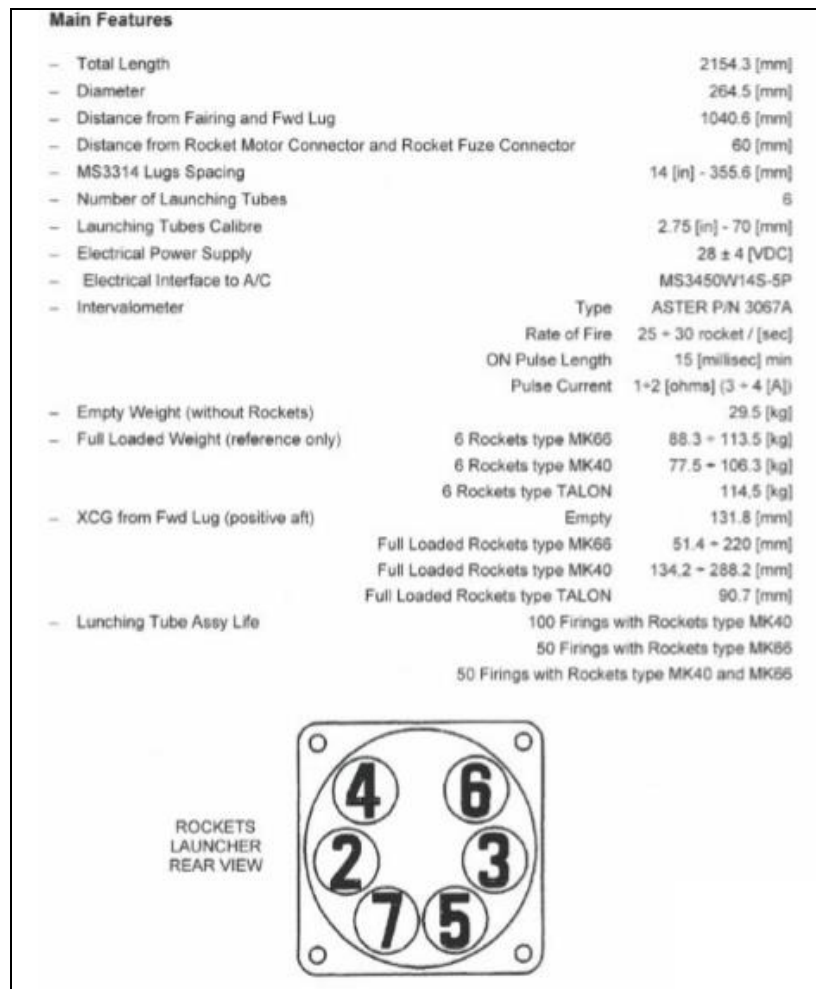 Main Features
– Total Length 2154.3 [mm]
– Diameter 264.5 [mm]
– Distance from Fairing and Fwd Lug 1040.6 [mm]
– Distance from Rocket Motor Connector and Rocket Fuze Connector 60 [mm]
– MS3314 Lugs Spacing 14 [in] - 355.6 [mm]
– Number of Launching Tubes 6
– Launching Tubes Calibre 2.75 [in] - 70 [mm]
– Electrical Power Supply 28 ± 4 [VDC]
– Electrical Interface to A/C MS3450W14S-5P
– Intervalometer Type ASTER P/N 3067A
Rate of Fire 25 ÷ 30 rocket / [sec]
ON Pulse Length 15 [millisec] min
Pulse Current 1÷2 [ohms] (3 ÷ 4 [A])
– Empty Weight (without Rockets) 29.5 [kg]
– Full Loaded Weight (reference only) 6 Rockets type MK66 88.3 ÷ 113.5 [kg]
6 Rockets type MK40 77.5 ÷ 106.3 [kg]
6 Rockets type TALON 114.5 [kg]
– XCG from Fwd Lug (positive aft) Empty 131.8 [mm]
Full Loaded Rockets type MK66 51.4 ÷ 220 [mm]
Full Loaded Rockets type MK40 134.2 ÷ 288.2 [mm]
Full Loaded Rockets type TALON 90.7 [mm]
– Lunching Tube Assy Life 100 Firings with Rockets type MK40
50 Firings with Rockets type MK66
50 Firings with Rockets type MK40 and MK66
ROCKETS
LAUNCHER
REAR VIEW
4 6
2 3
7 5